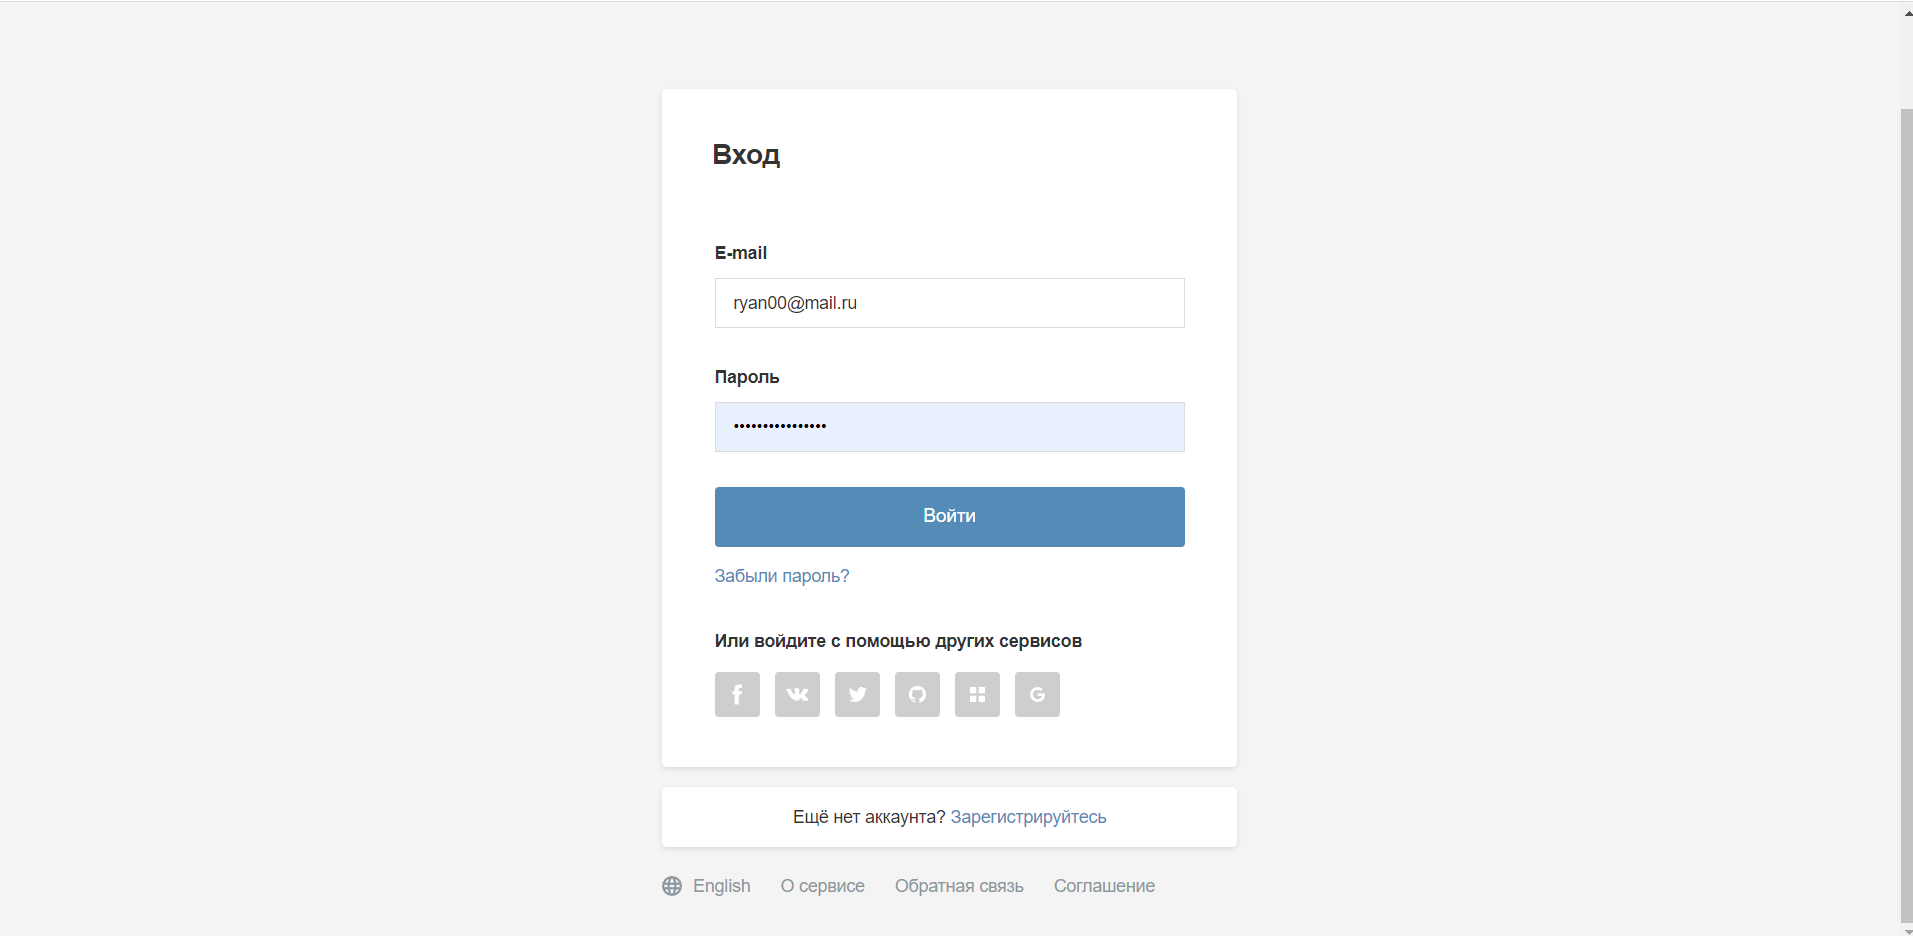 Вход
E-mail
ryan00@mail.ru
Пароль
••••••••••••••••
Войти
Забыли пароль?
Или войдите с помощью других сервисов
Ещё нет аккаунта? Зарегистрируйтесь
English О сервисе Обратная связь Соглашение